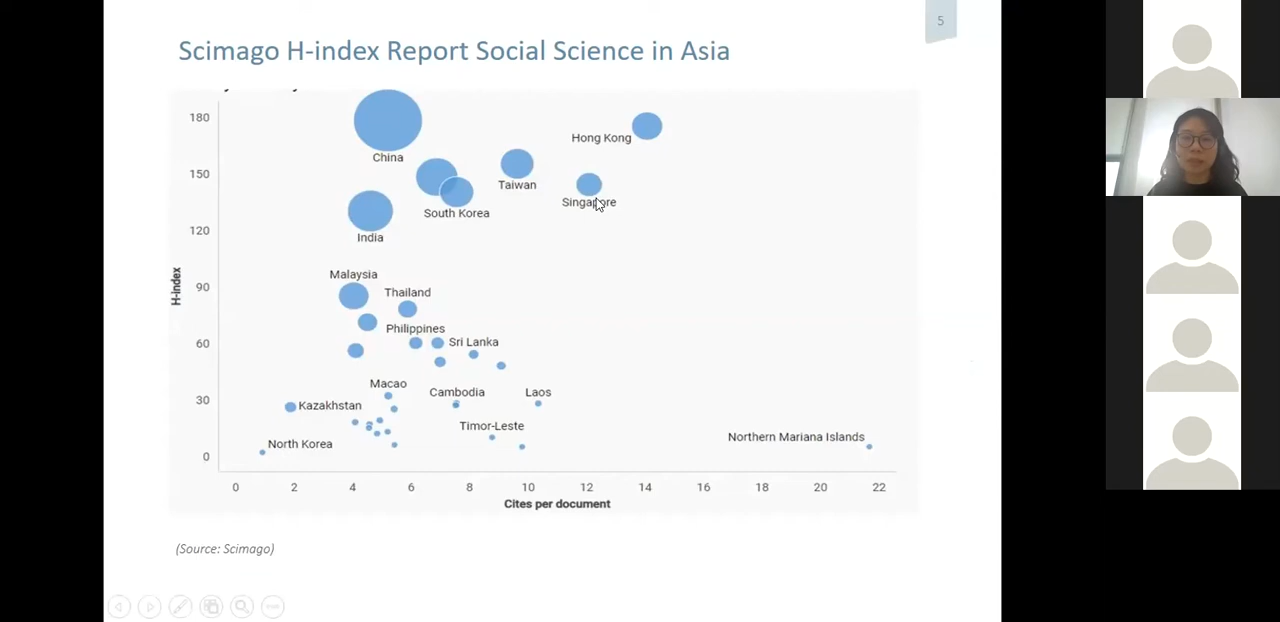 5
Scimago H-index Report Social Science in Asia
180
Hong Kong
China
150
Taiwan
Singapore
South Korea
120
India
Malaysia
90
Thailand
Philippines
60
Sri Lanka
Macao
Cambodia
Laos
30
Kazakhstan
Timor-Leste
North Korea
Northern Mariana Islands
0
H-index
0 2 4 6 8 10 12 14 16 18 20 22
Cites per document
(Source: Scimago)